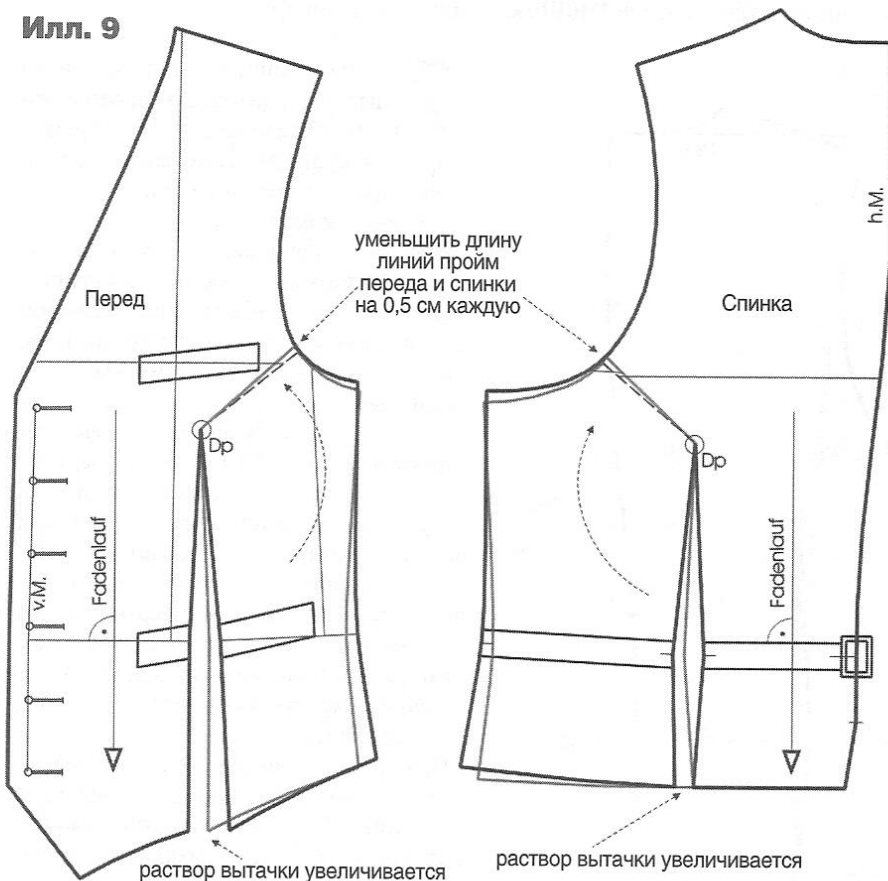 Илл. 9
уменьшить длину
линий пройм
переда и спинки
на 0,5 см каждую
Перед
Спинка
h.M.
Dp
Dp
Fadenlauf
v.M.
Fadenlauf
раствор вытачки увеличивается
раствор вытачки увеличивается